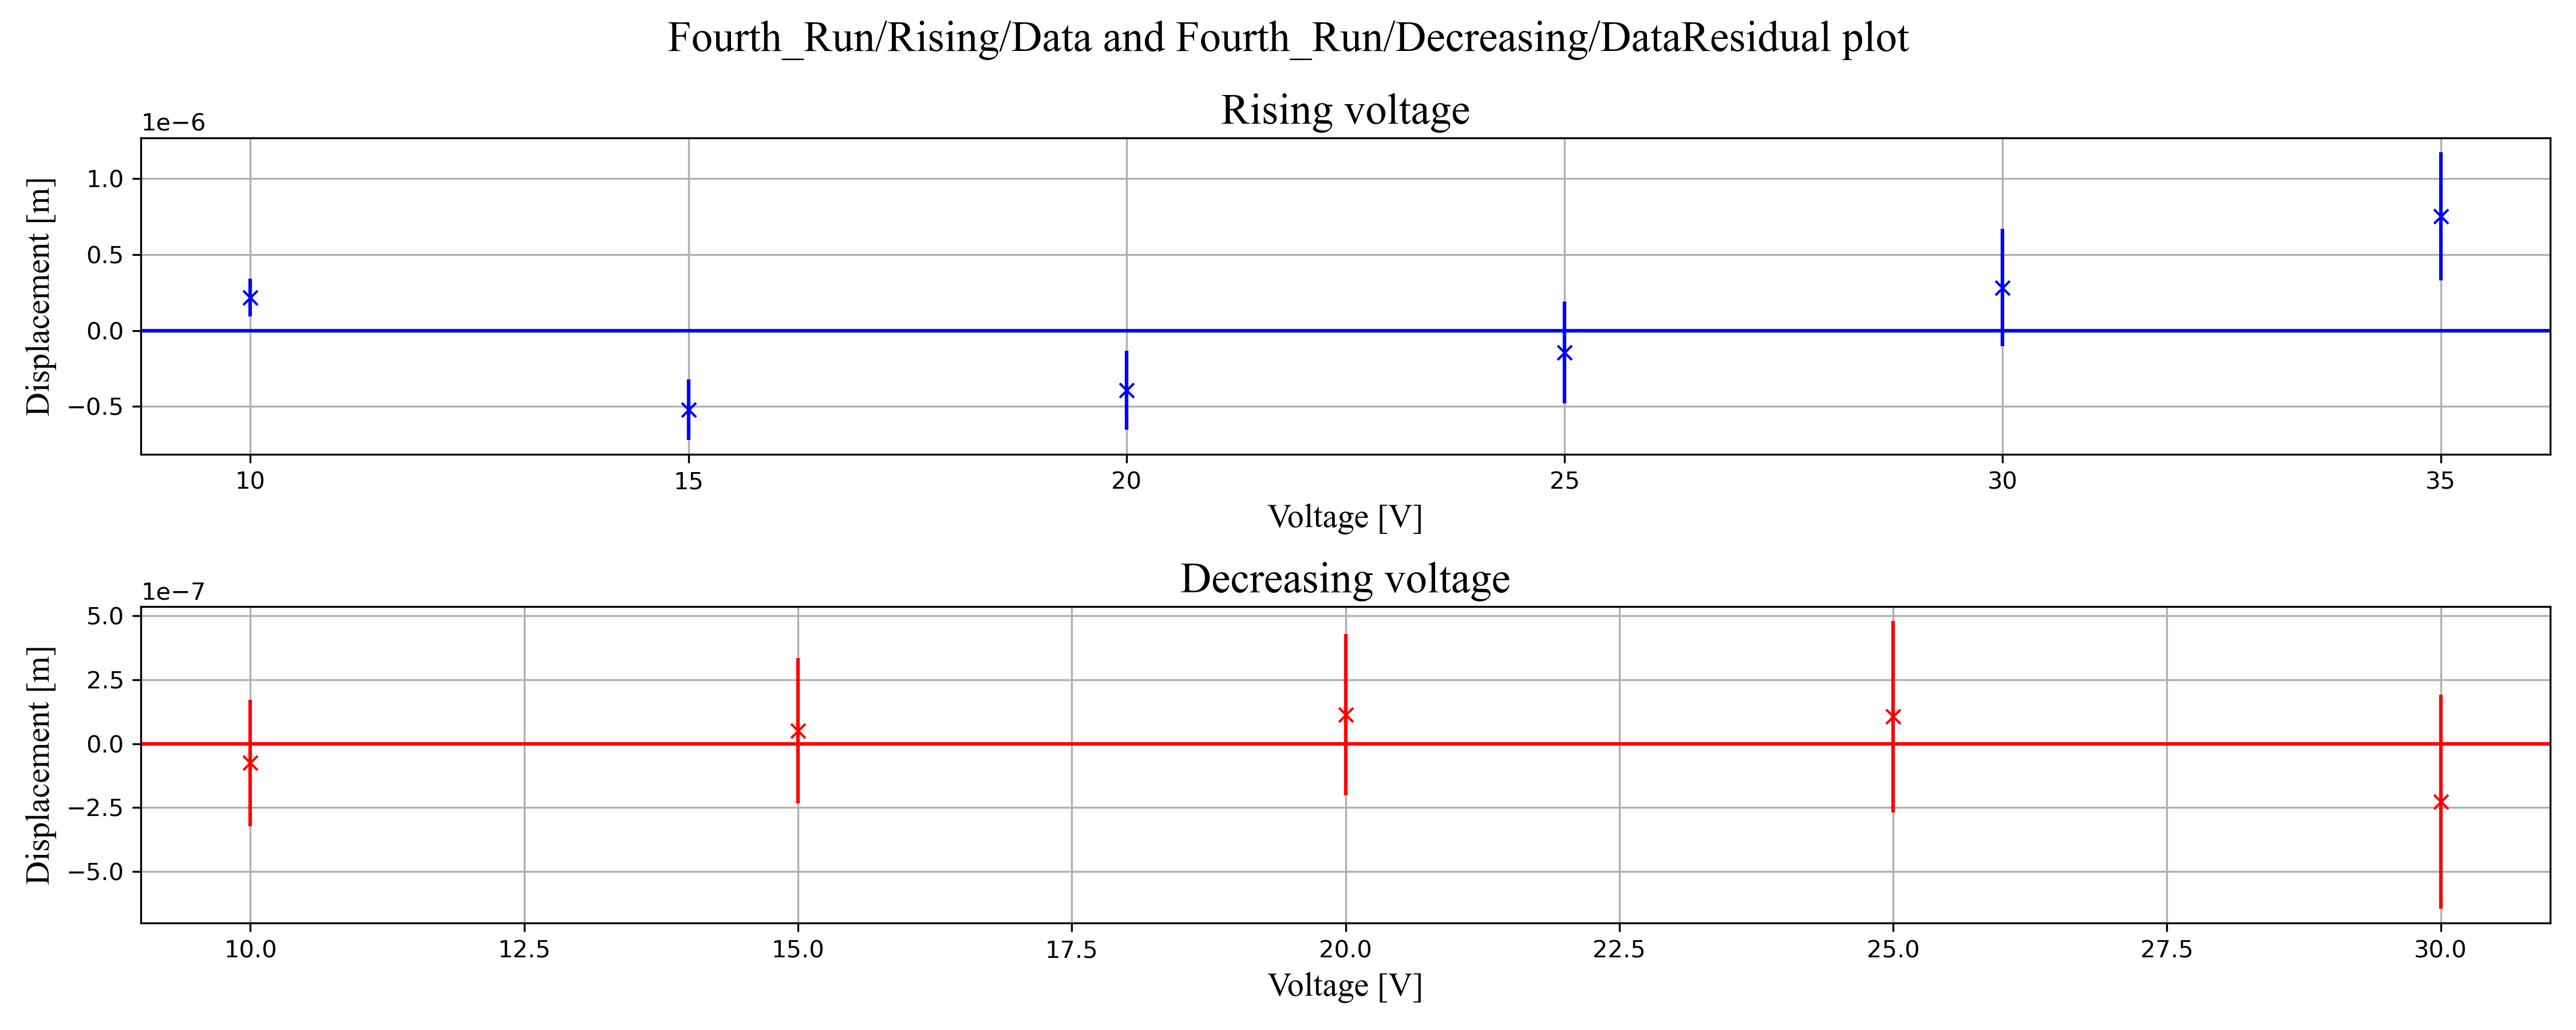 Fourth_Run/Rising/Data and Fourth_Run/Decreasing/DataResidual plot
Rising voltage
1e−6
Displacement [m]
1.0
0.5
0.0
−0.5
10 15 20 25 30 35
Voltage [V]
Decreasing voltage
1e−7
Displacement [m]
5.0
2.5
0.0
−2.5
−5.0
10.0 12.5 15.0 17.5 20.0 22.5 25.0 27.5 30.0
Voltage [V]